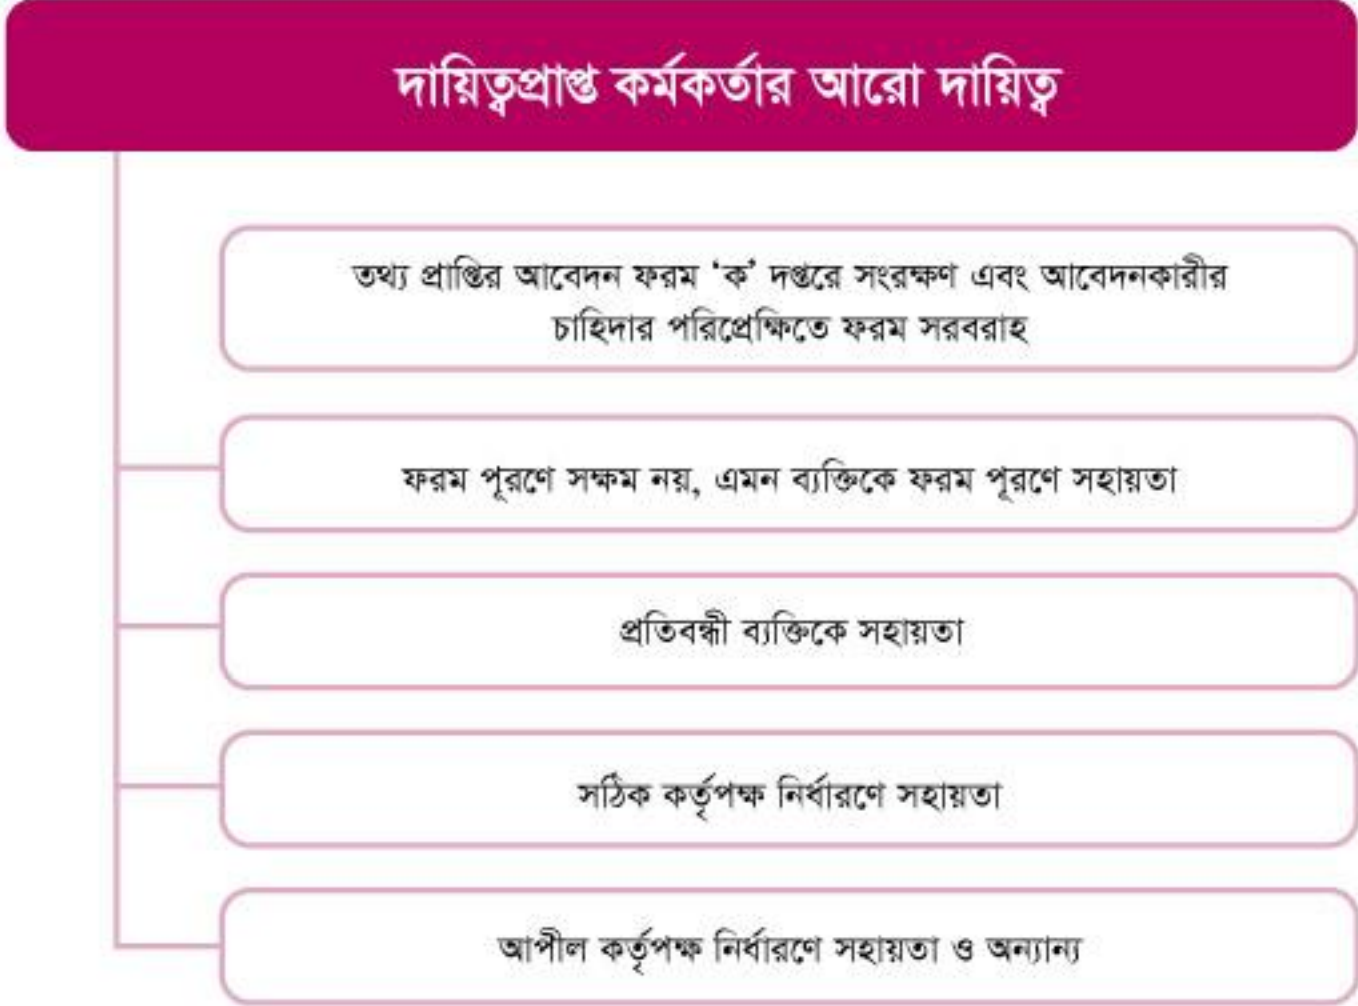 দায়িত্বপ্রাপ্ত কর্মকর্তার আরো দায়িত্ব
তথ্য প্রাপ্তির আবেদন ফরম ‘ক’ দপ্তরে সংরক্ষণ এবং আবেদনকারীর
চাহিদার পরিপ্রেক্ষিতে ফরম সরবরাহ
ফরম পূরণে সক্ষম নয়, এমন ব্যক্তিকে ফরম পূরণে সহায়তা
প্রতিবন্ধী ব্যক্তিকে সহায়তা
সঠিক কর্তৃপক্ষ নির্ধারণে সহায়তা
আপীল কর্তৃপক্ষ নির্ধারণে সহায়তা ও অন্যান্য